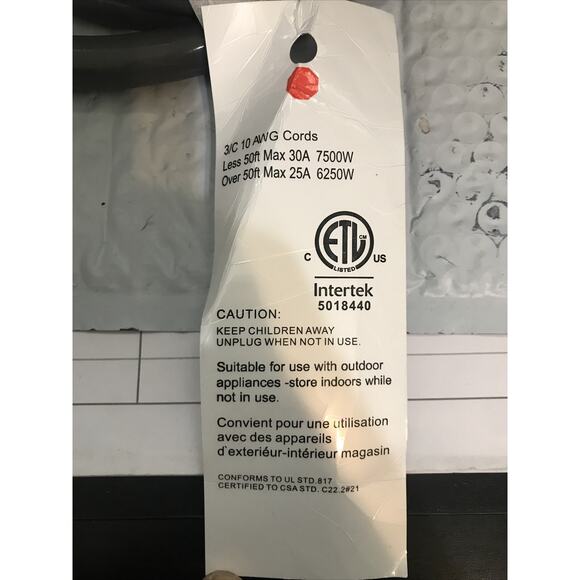 3/C 10 AWG Cords
Less 50ft Max 30A 7500W
Over 50ft Max 25A 6250W
ETL CM
C US
LISTED
Intertek
5018440
CAUTION:
KEEP CHILDREN AWAY
UNPLUG WHEN NOT IN USE.
Suitable for use with outdoor
appliances -store indoors while
not in use.
Convient pour une utilisation
avec des appareils
d`exteriéur-intérieur magasin
CONFORMS TO UL STD.817
CERTIFIED TO CSA STD. C22.2#21